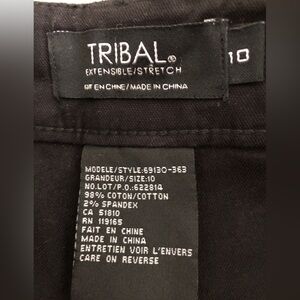 TRIBAL®
EXTENSIBLE/STRETCH
10
FAIT EN CHINE/MADE IN CHINA
MODELE/STYLE:69130-363
GRANDEUR/SIZE:10
NO.LOT/P.O.:622814
98% COTON/COTTON
2% SPANDEX
CA 51810
RN 119165
FAIT EN CHINE
MADE IN CHINA
ENTRETIEN VOIR L'ENVERS
CARE ON REVERSE